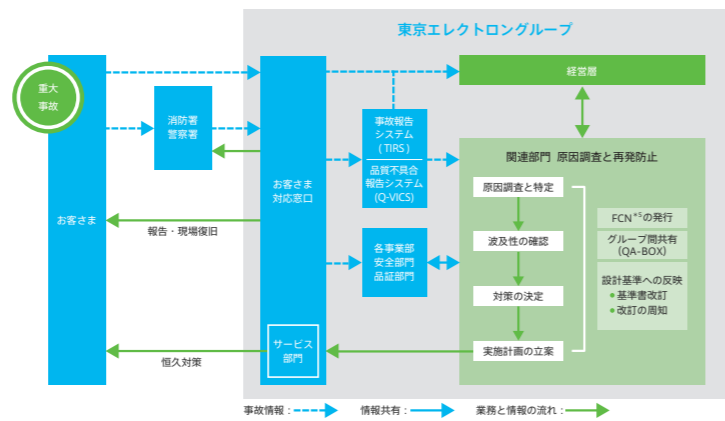 東京エレクトロングループ
重大
事故
お客さま
消防署
警察署
報告・現場復旧
恒久対策
お客さま
対応窓口
サービス
部門
事故報告
システム
( TIRS )
品質不具合
報告システム
(Q-VICS)
各事業部
安全部門
品証部門
経営層
関連部門 原因調査と再発防止
原因調査と特定
波及性の確認
対策の決定
実施計画の立案
FCN*5の発行
グループ間共有
(QA-BOX)
設計基準への反映
● 基準書改訂
● 改訂の周知
事故情報： 情報共有： 業務と情報の流れ：